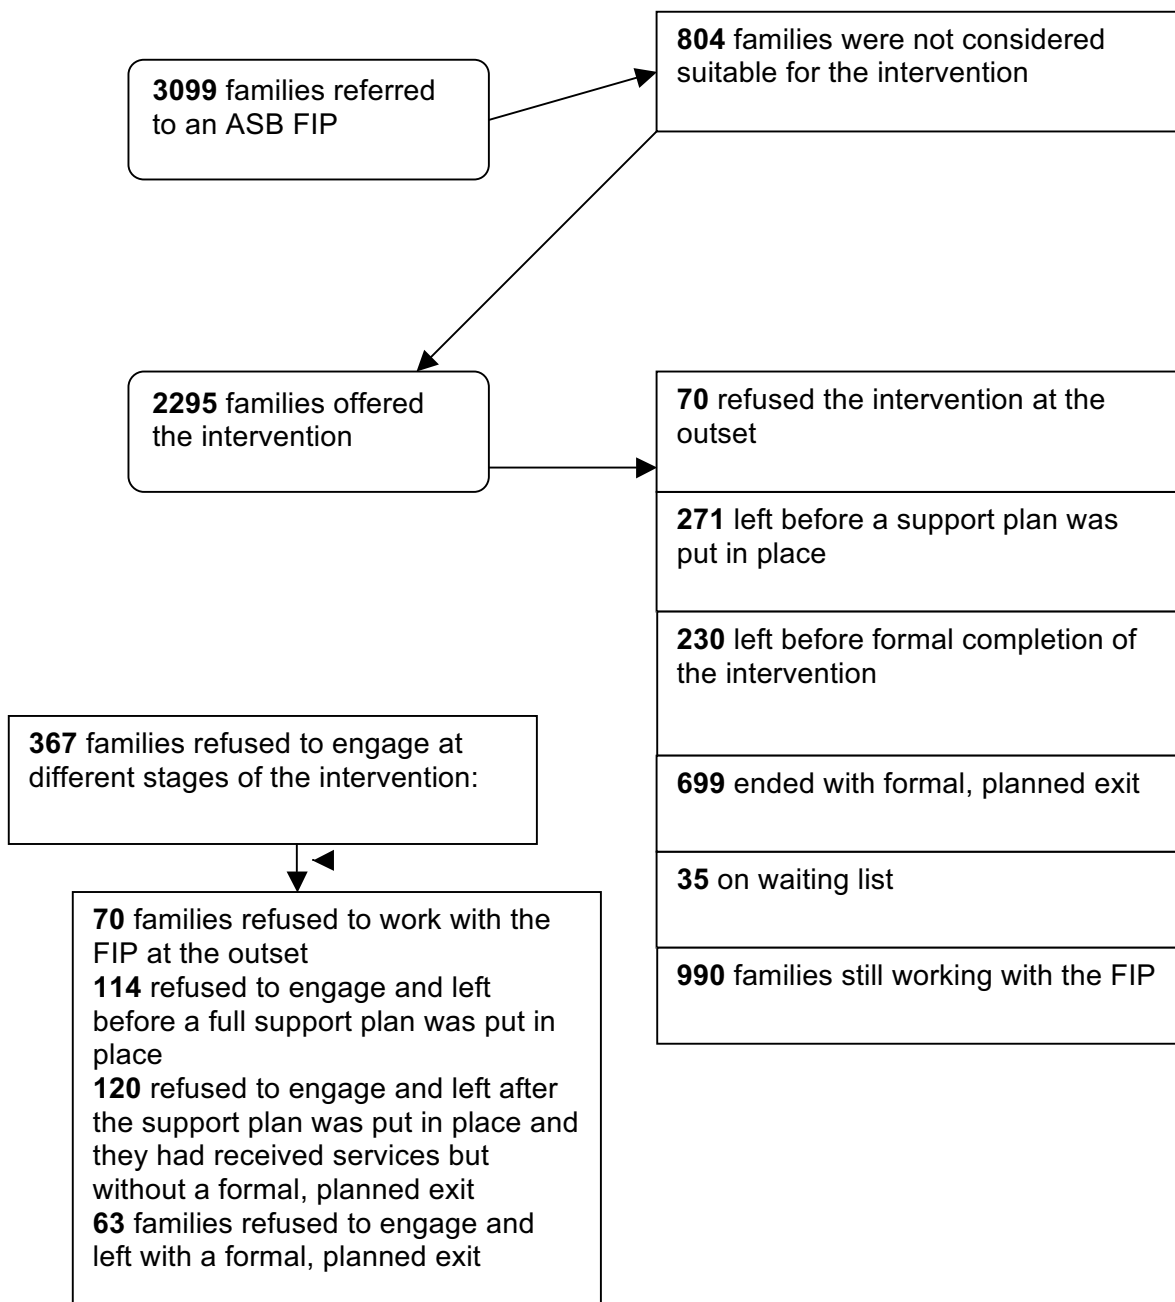 3099 families referred
to an ASB FIP
804 families were not considered
suitable for the intervention
2295 families offered
the intervention
70 refused the intervention at the
outset
271 left before a support plan was
put in place
230 left before formal completion of
the intervention
699 ended with formal, planned exit
35 on waiting list
990 families still working with the FIP
367 families refused to engage at
different stages of the intervention:
70 families refused to work with the
FIP at the outset
114 refused to engage and left
before a full support plan was put in
place
120 refused to engage and left after
the support plan was put in place and
they had received services but
without a formal, planned exit
63 families refused to engage and
left with a formal, planned exit